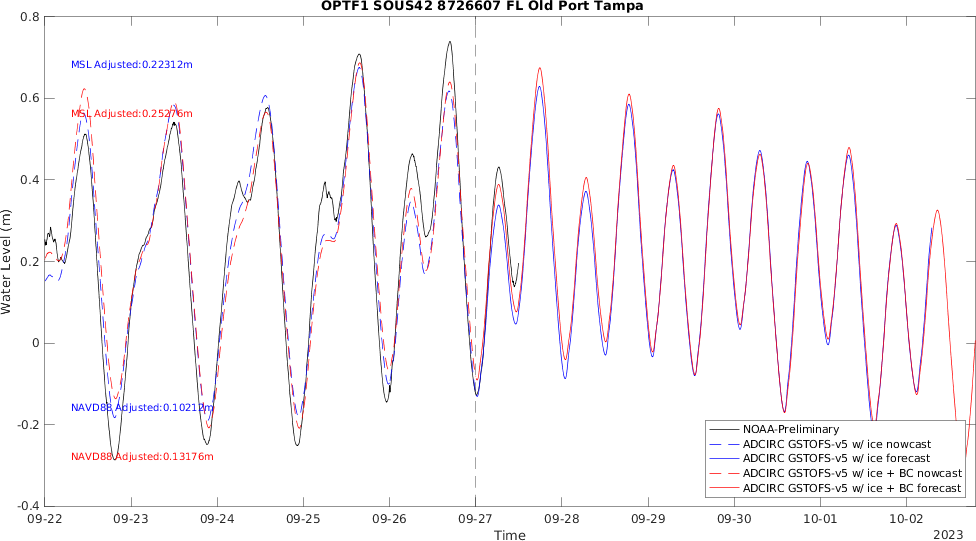 OPTF1 SOUS42 8726607 FL Old Port Tampa
0.8
0.6
0.4
0.2
0
-0.2
-0.4
Water Level (m)
MSL Adjusted:0.22312m
MSL Adjusted:0.25276m
NAVD88 Adjusted:0.10212m
NAVD88 Adjusted:0.13176m
NOAA-Preliminary
ADCIRC GSTOFS-v5 w/ ice nowcast
ADCIRC GSTOFS-v5 w/ ice forecast
ADCIRC GSTOFS-v5 w/ ice + BC nowcast
ADCIRC GSTOFS-v5 w/ ice + BC forecast
09-22 09-23 09-24 09-25 09-26 09-27 09-28 09-29 09-30 10-01 10-02
Time
2023